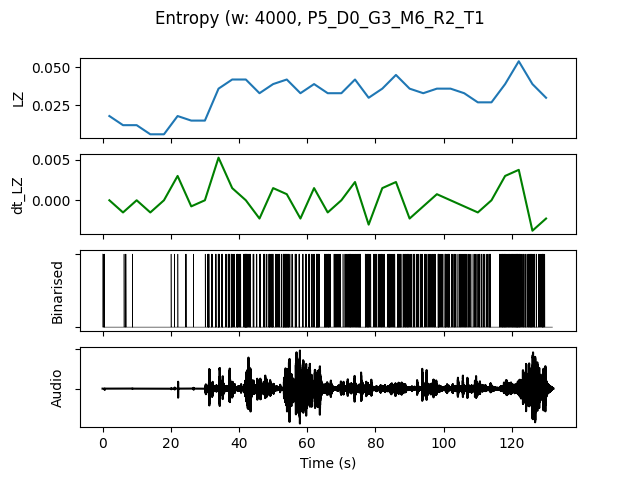 Entropy (w: 4000, P5_D0_G3_M6_R2_T1
LZ
0.050
0.025
dt_LZ
0.005
0.000
Binarised
Audio
0 20 40 60 80 100 120
Time (s)